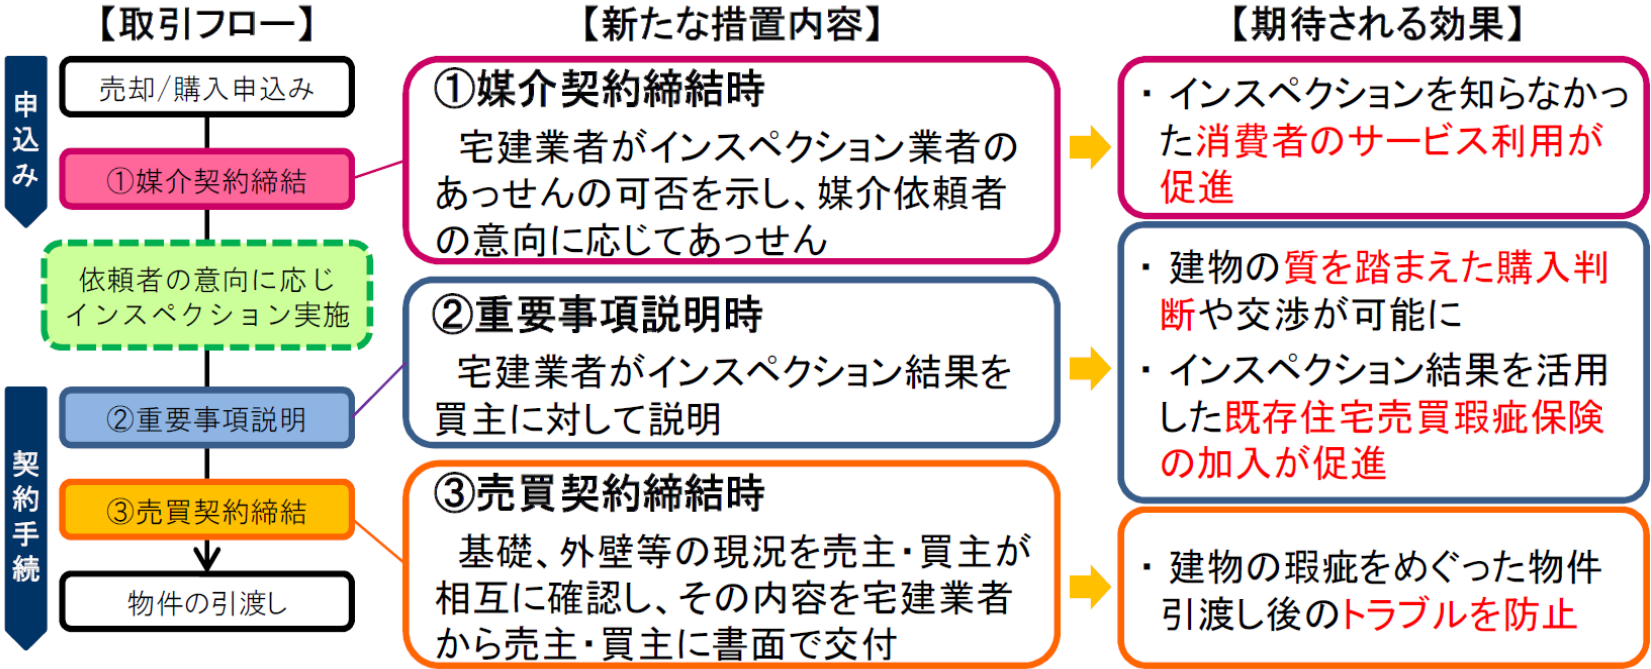 【取引フロー】
申込み
売却/購入申込み
①媒介契約締結
依頼者の意向に応じ
インスペクション実施
契約手続
②重要事項説明
③売買契約締結
物件の引渡し
【新たな措置内容】
①媒介契約締結時
宅建業者がインスペクション業者の
あっせんの可否を示し、媒介依頼者
の意向に応じてあっせん
②重要事項説明時
宅建業者がインスペクション結果を
買主に対して説明
③売買契約締結時
基礎、外壁等の現況を売主・買主が
相互に確認し、その内容を宅建業者
から売主・買主に書面で交付
【期待される効果】
・インスペクションを知らなかっ
た消費者のサービス利用が
促進
・建物の質を踏まえた購入判
断や交渉が可能に
・インスペクション結果を活用
した既存住宅売買瑕疵保険
の加入が促進
・建物の瑕疵をめぐった物件
引渡し後のトラブルを防止